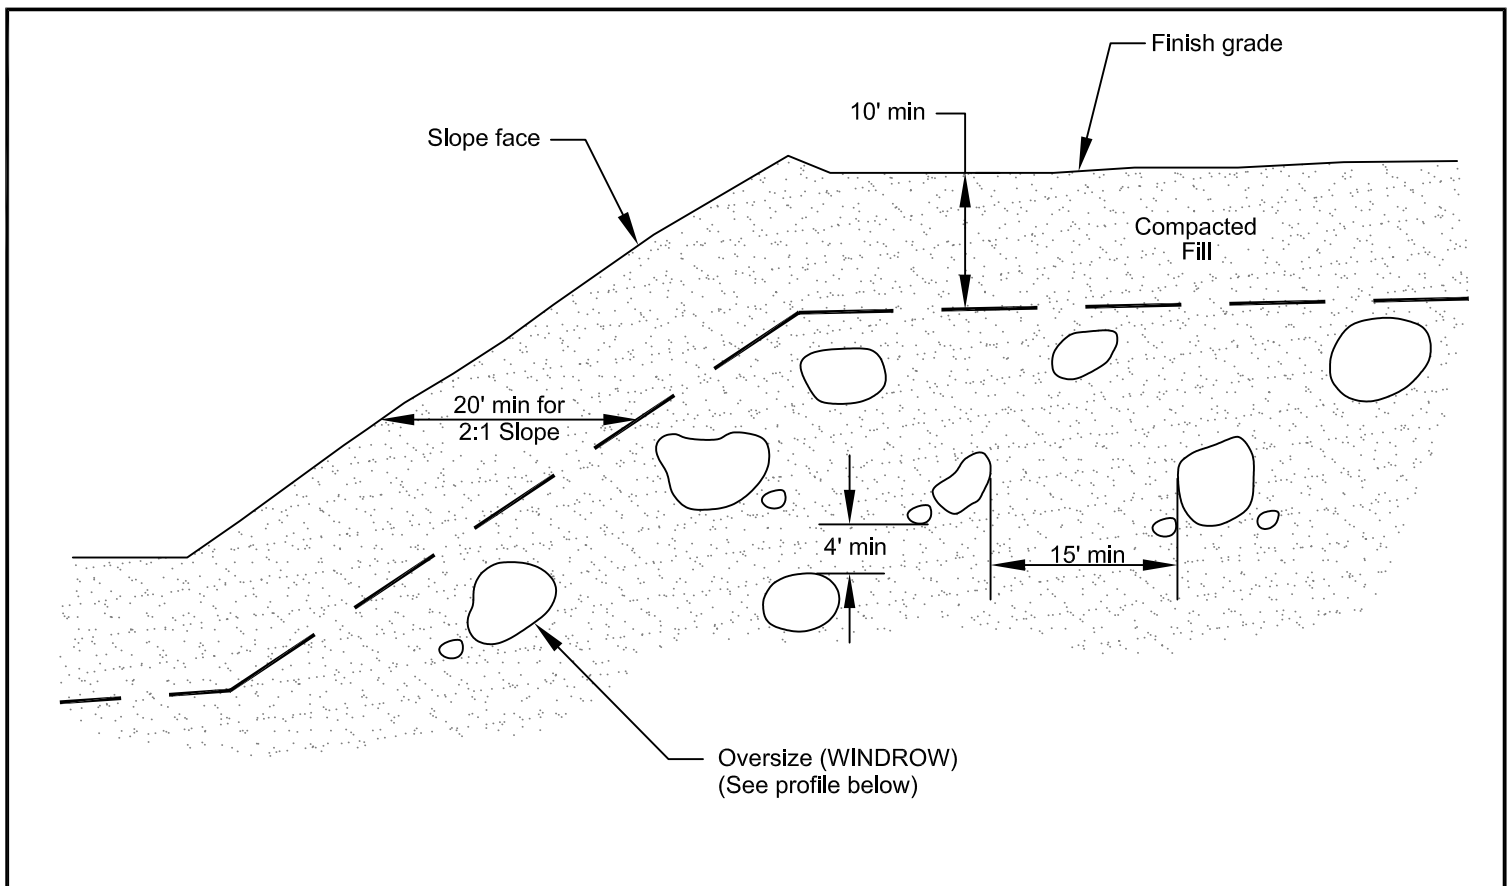 Finish grade
10' min
Slope face
Compacted
Fill
20' min for
2:1 Slope
4' min
15' min
Oversize (WINDROW)
(See profile below)